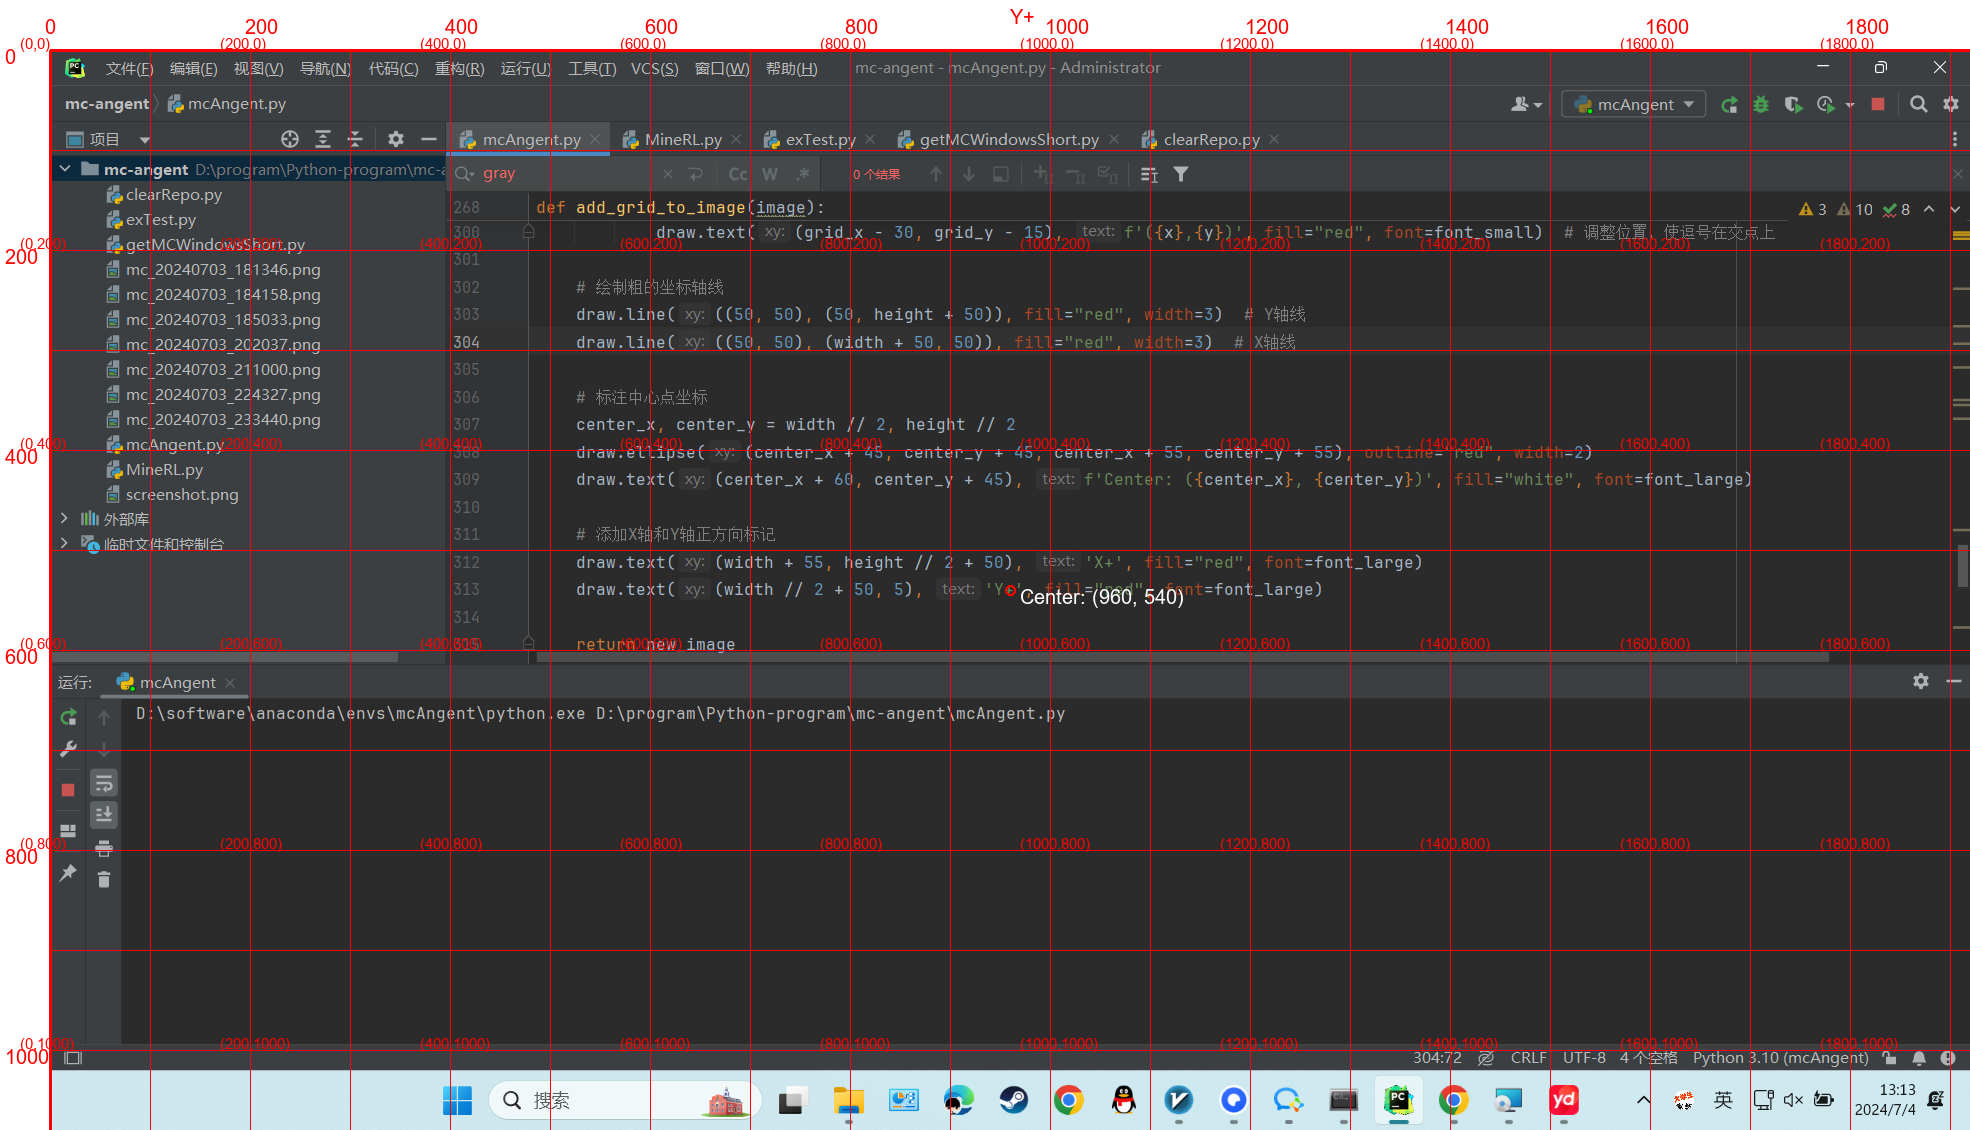 Y+
0 200 400 600 800 1000 1200 1400 1600 1800
0 (0,0) (200,0) (400,0) (600,0) (800,0) (1000,0) (1200,0) (1400,0) (1600,0) (1800,0)
文件(F) 编辑(E) 视图(V) 导航(N) 代码(C) 重构(R) 运行(U) 工具(T) VCS(S) 窗口(W) 帮助(H) mc-angent - mcAngent.py - Administrator
mc-angent mcAngent.py mcAngent
项目 mcAngent.py MineRL.py exTest.py getMCWindowsShort.py clearRepo.py
mc-angent D:\program\Python-program\mc-a
gray Cc W .* 0 个结果
clearRepo.py
exTest.py
getMCWindowsShort.py
mc_20240703_181346.png
mc_20240703_184158.png
mc_20240703_185033.png
mc_20240703_202037.png
mc_20240703_211000.png
mc_20240703_224327.png
mc_20240703_233440.png
mcAngent.py
MineRL.py
screenshot.png
外部库
临时文件和控制台
268 def add_grid_to_image(image): 3 10 8
300 draw.text( xy: (grid_x - 30, grid_y - 15), text: f'({x},{y})', fill="red", font=font_small) # 调整位置，使逗号在交点上
200 (0,200) (200,200) (400,200) (600,200) (800,200) (1000,200) (1200,200) (1400,200) (1600,200) (1800,200)
301
302 # 绘制粗的坐标轴线
303 draw.line( xy: ((50, 50), (50, height + 50)), fill="red", width=3) # Y轴线
304 draw.line( xy: ((50, 50), (width + 50, 50)), fill="red", width=3) # X轴线
305
306 # 标注中心点坐标
307 center_x, center_y = width // 2, height // 2
400 (0,400) (200,400) (400,400) (600,400) (800,400) (1000,400) (1200,400) (1400,400) (1600,400) (1800,400)
308 draw.ellipse( xy: (center_x + 45, center_y + 45, center_x + 55, center_y + 55), outline="red", width=2)
309 draw.text( xy: (center_x + 60, center_y + 45), text: f'Center: ({center_x}, {center_y})', fill="white", font=font_large)
310
311 # 添加X轴和Y轴正方向标记
312 draw.text( xy: (width + 55, height // 2 + 50), text: 'X+', fill="red", font=font_large)
313 draw.text( xy: (width // 2 + 50, 5), text: 'Y+', fill="red", font=font_large)
Center: (960, 540)
314
315 return new_image
600 (0,600) (200,600) (400,600) (600,600) (800,600) (1000,600) (1200,600) (1400,600) (1600,600) (1800,600)
运行: mcAngent
D:\software\anaconda\envs\mcAngent\python.exe D:\program\Python-program\mc-angent\mcAngent.py
800 (0,800) (200,800) (400,800) (600,800) (800,800) (1000,800) (1200,800) (1400,800) (1600,800) (1800,800)
1000 (0,1000) (200,1000) (400,1000) (600,1000) (800,1000) (1000,1000) (1200,1000) (1400,1000) (1600,1000) (1800,1000)
304:72 CRLF UTF-8 4 个空格 Python 3.10 (mcAngent)
搜索 PC yd 英 13:13
2024/7/4